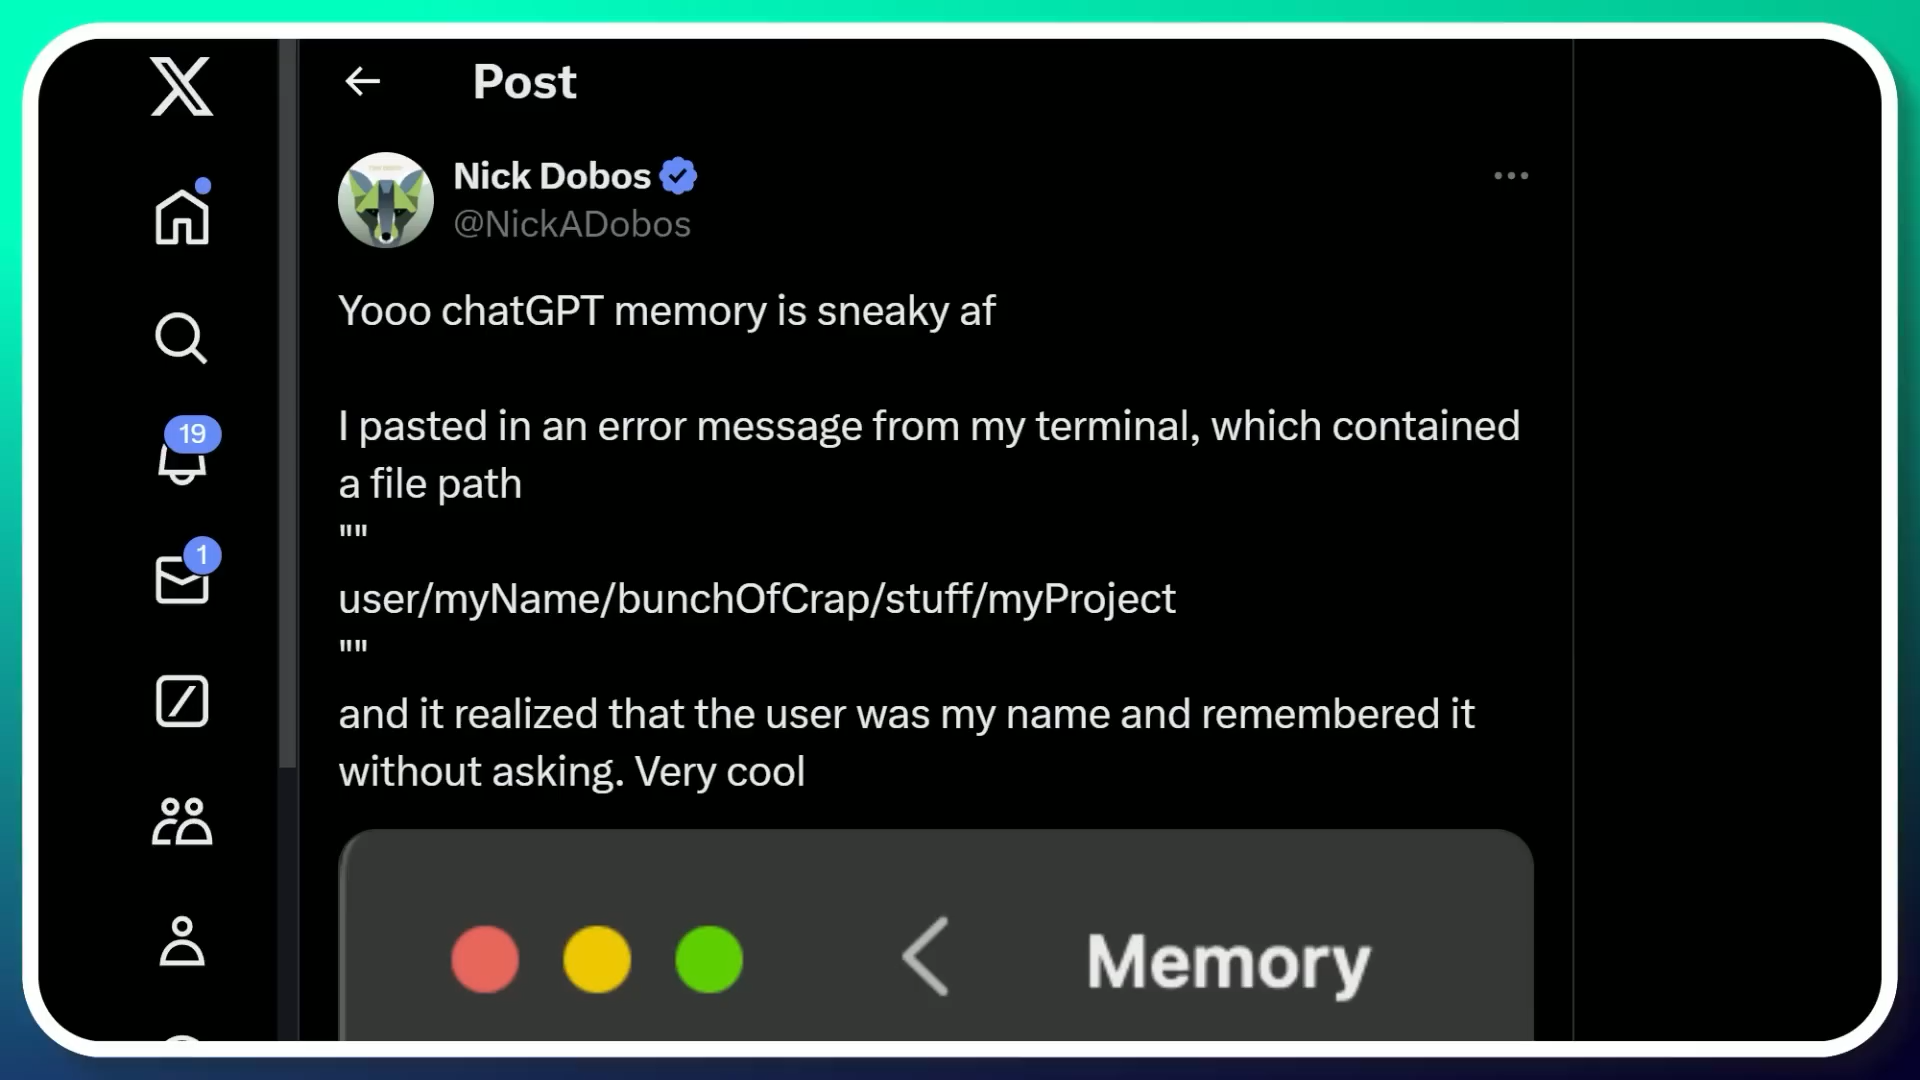 Post
Nick Dobos
@NickADobos
Yooo chatGPT memory is sneaky af
I pasted in an error message from my terminal, which contained
a file path
""
user/myName/bunchOfCrap/stuff/myProject
""
and it realized that the user was my name and remembered it
without asking. Very cool
19
1
Memory